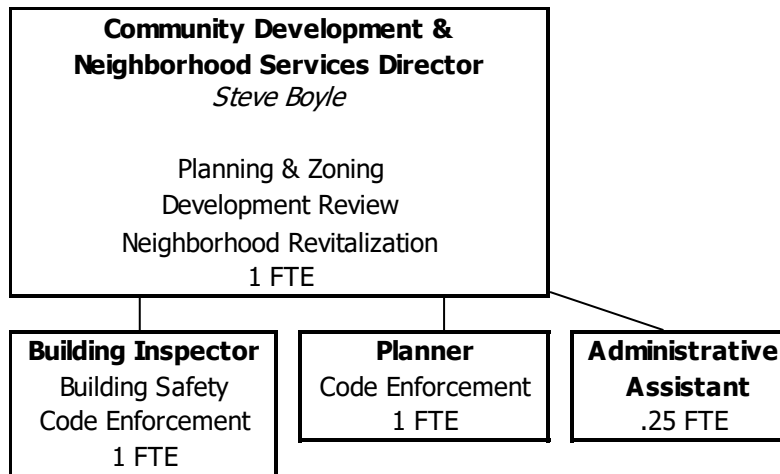 Community Development &
Neighborhood Services Director
Steve Boyle
Planning & Zoning
Development Review
Neighborhood Revitalization
1 FTE
Building Inspector
Building Safety
Code Enforcement
1 FTE
Planner
Code Enforcement
1 FTE
Administrative
Assistant
.25 FTE